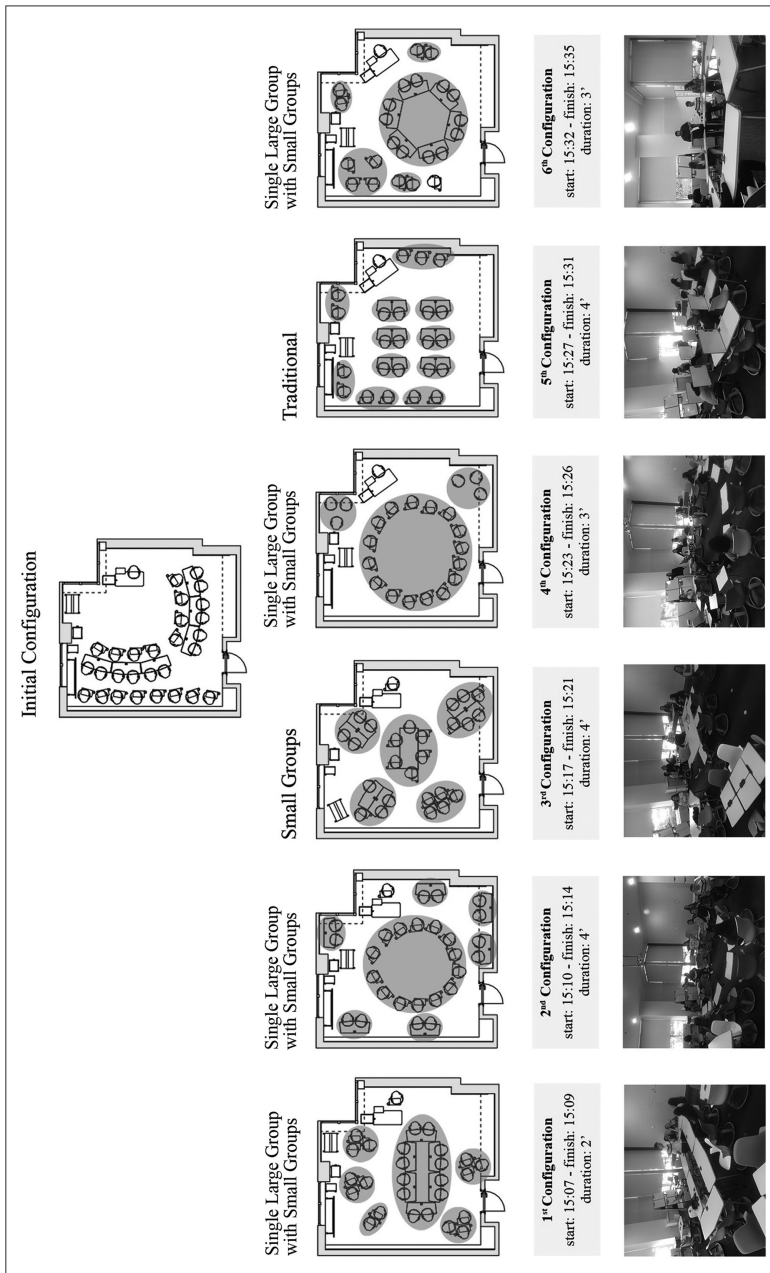 Initial Configuration
Single Large Group
with Small Groups
1st Configuration
start: 15:07 - finish: 15:09
duration: 2’
Single Large Group
with Small Groups
2nd Configuration
start: 15:10 - finish: 15:14
duration: 4’
Small Groups
3rd Configuration
start: 15:17 - finish: 15:21
duration: 4’
Single Large Group
with Small Groups
4th Configuration
start: 15:23 - finish: 15:26
duration: 3’
Traditional
5th Configuration
start: 15:27 - finish: 15:31
duration: 4’
Single Large Group
with Small Groups
6th Configuration
start: 15:32 - finish: 15:35
duration: 3’